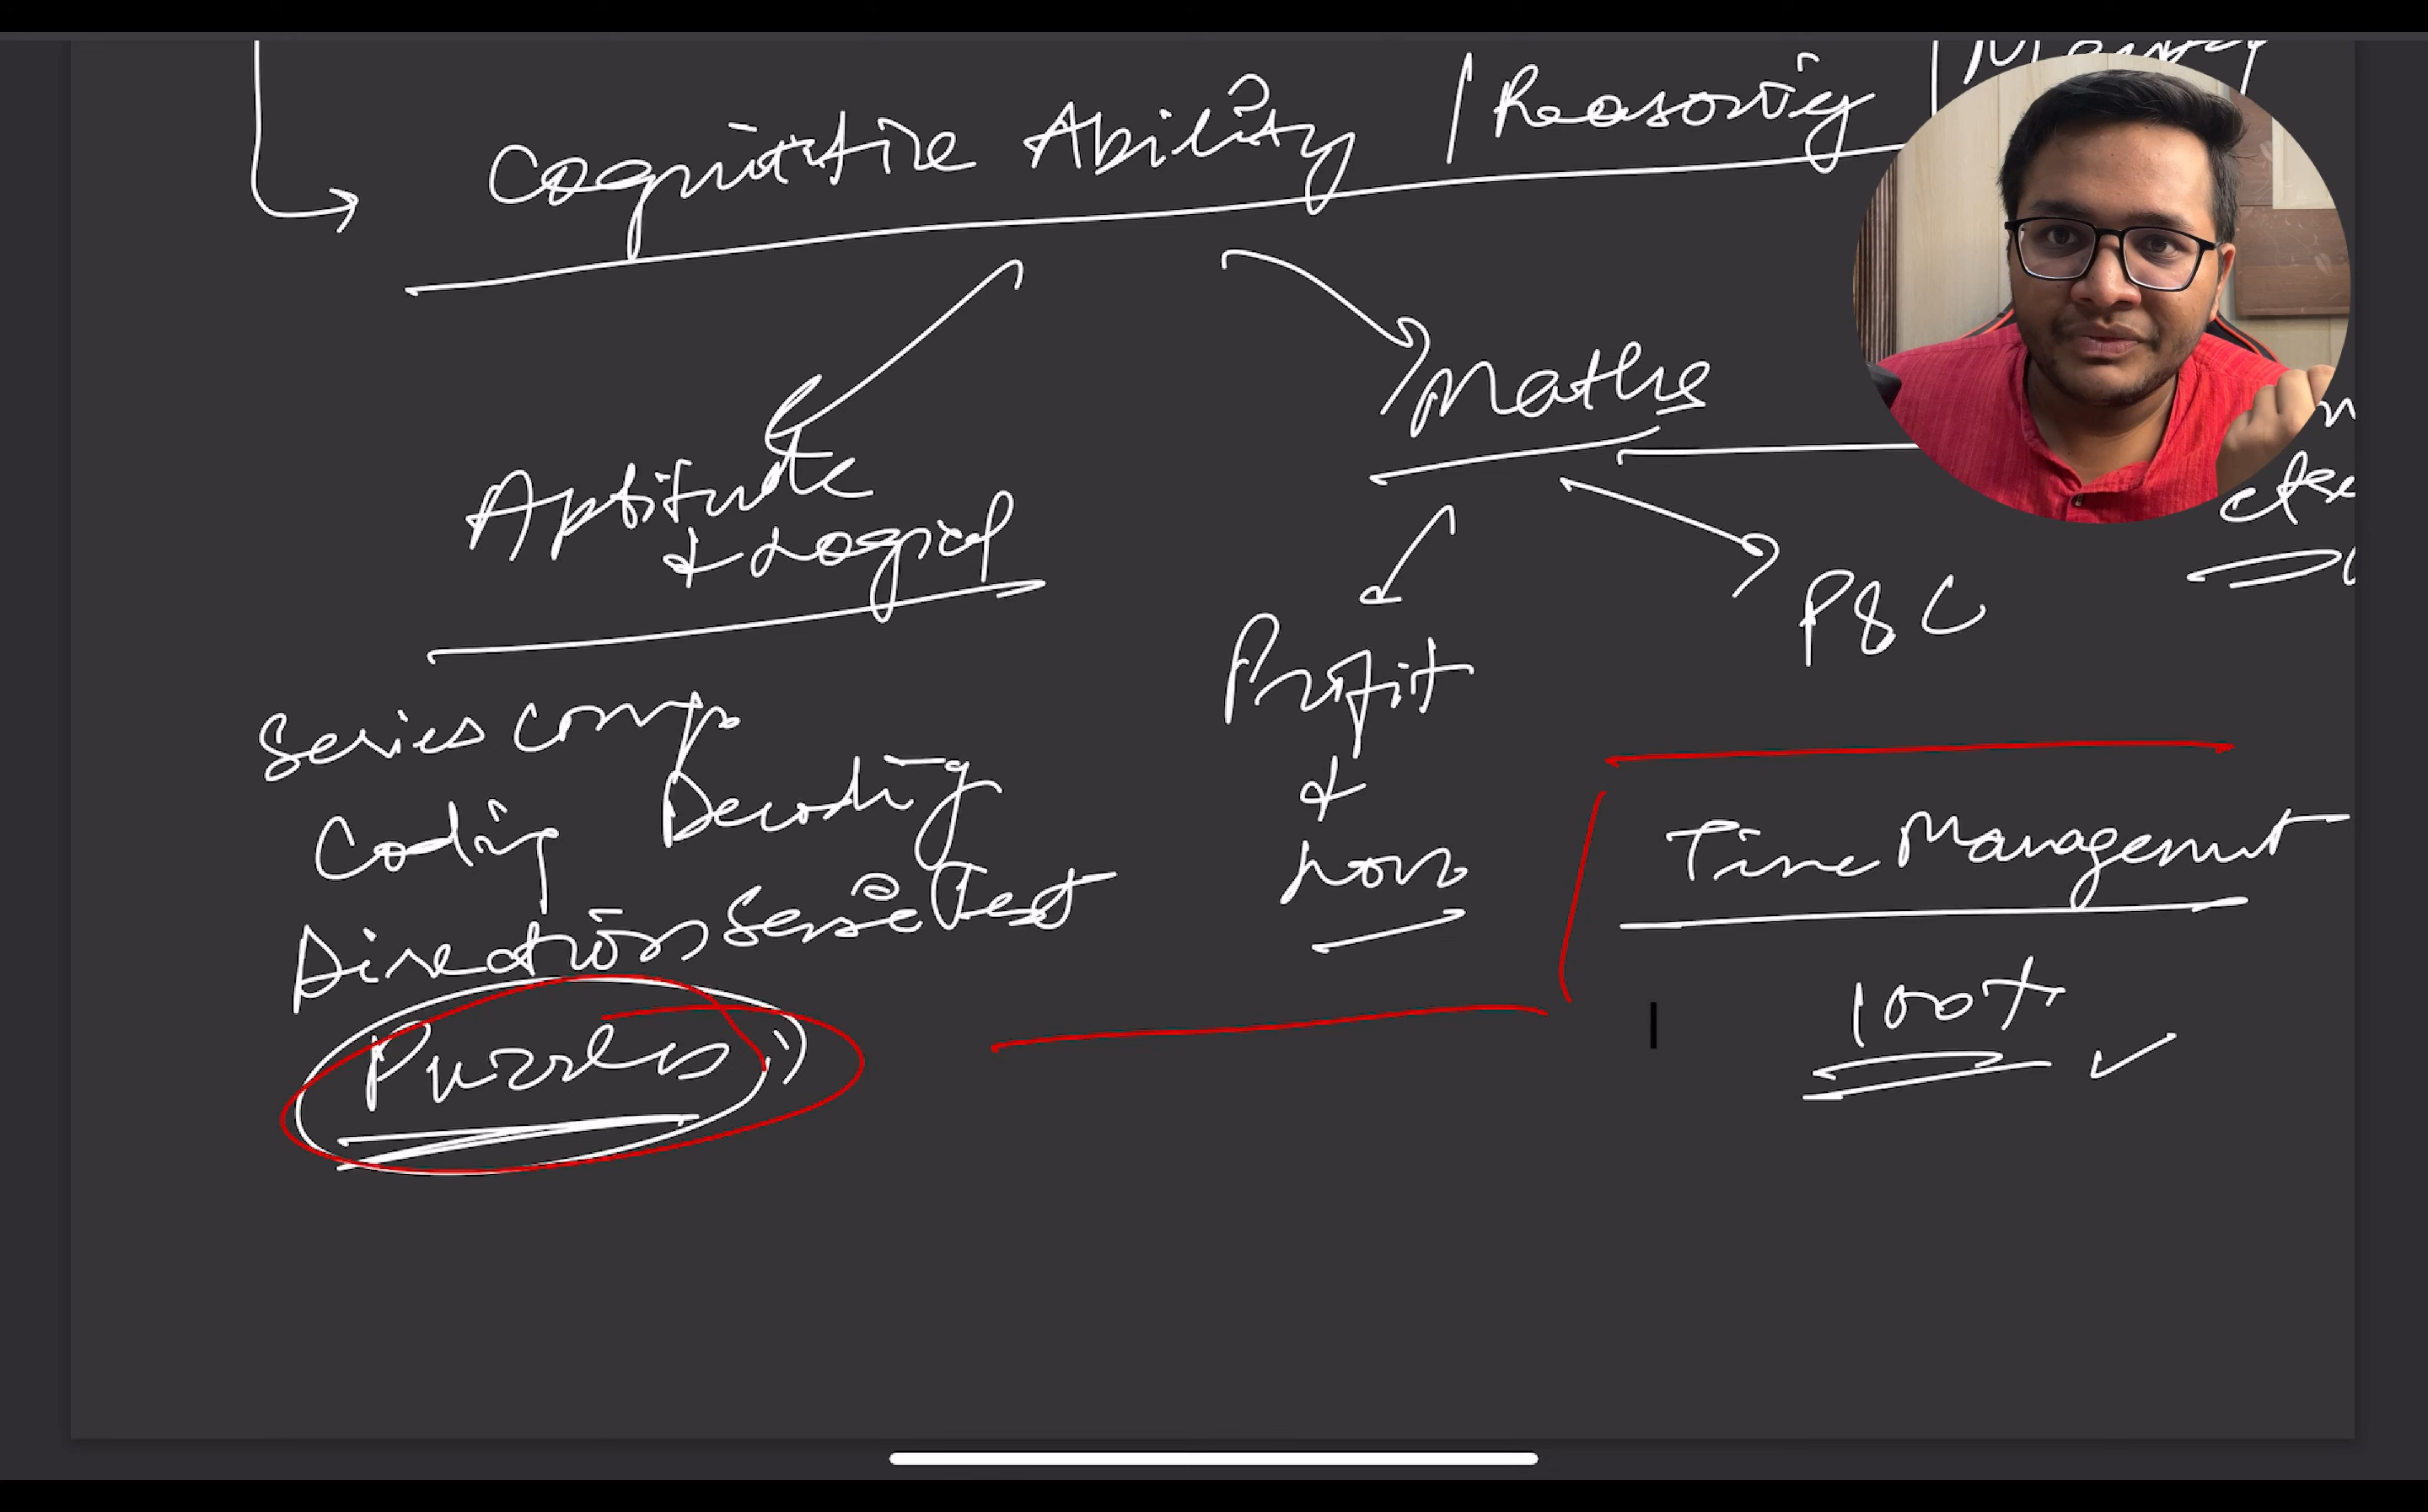 Cognitive Ability | Reasoning |
Maths
Aptitude
& Logical
etc
P & C
Profit
&
Loss
Series Comp
Coding Decoding
Direction Sense Test
Puzzles
Time Management
100+